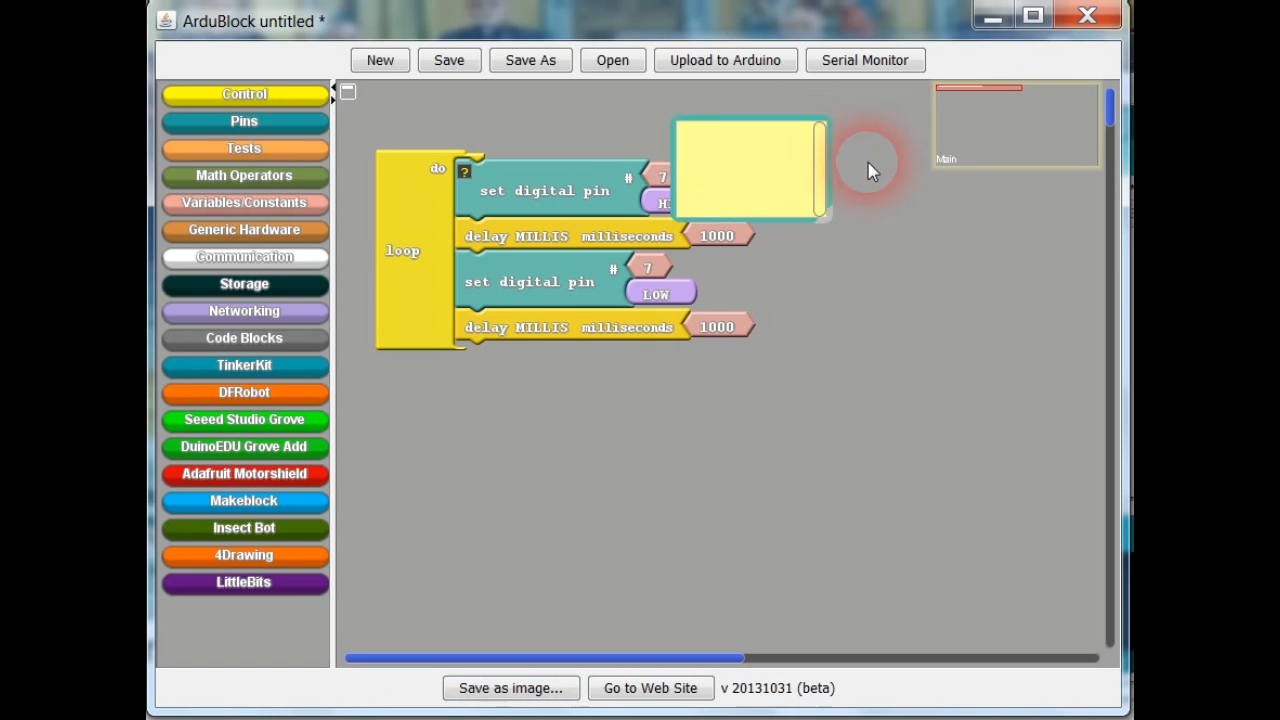 ArduBlock untitled *
New Save Save As Open Upload to Arduino Serial Monitor
Control
Pins
Tests
Math Operators
Variables/Constants
Generic Hardware
Communication
Storage
Networking
Code Blocks
TinkerKit
DFRobot
Seeed Studio Grove
DuinoEDU Grove Add
Adafruit Motorshield
Makeblock
Insect Bot
4Drawing
LittleBits
loop
do
?
set digital pin # 7
delay MILLIS milliseconds 1000
set digital pin # 7
LOW
delay MILLIS milliseconds 1000
Main
Save as image... Go to Web Site v 20131031 (beta)